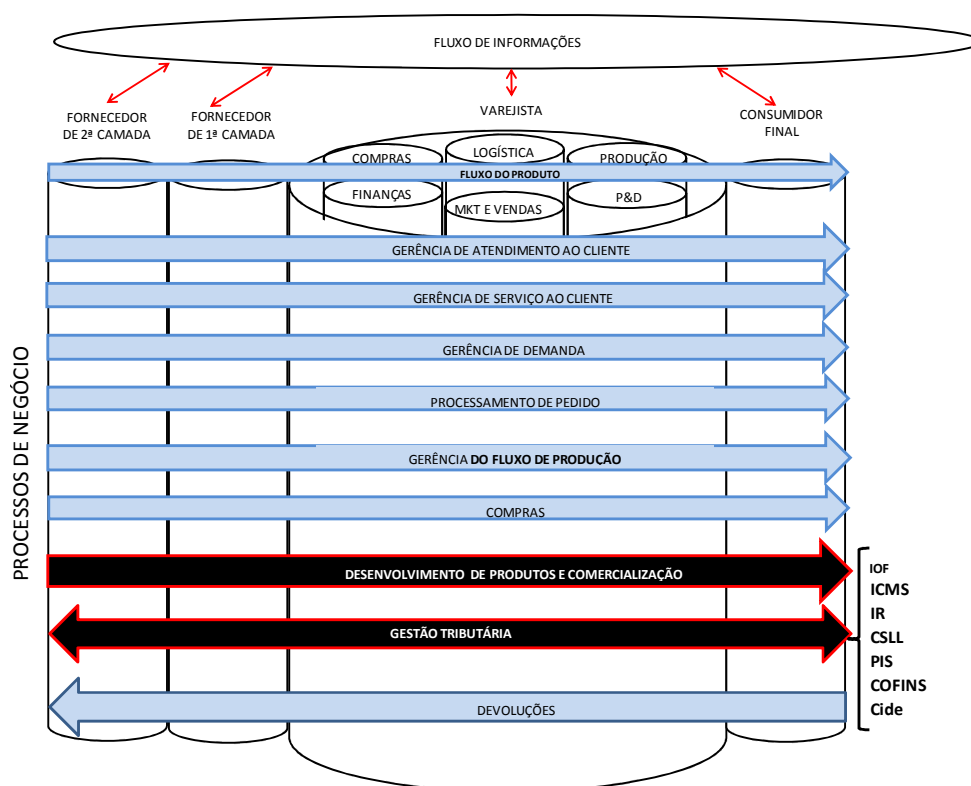 FLUXO DE INFORMAÇÕES
FORNECEDOR
DE 2ª CAMADA
FORNECEDOR
DE 1ª CAMADA
VAREJISTA
CONSUMIDOR
FINAL
COMPRAS
LOGÍSTICA
PRODUÇÃO
FLUXO DO PRODUTO
FINANÇAS
MKT E VENDAS
P&D
GERÊNCIA DE ATENDIMENTO AO CLIENTE
GERÊNCIA DE SERVIÇO AO CLIENTE
GERÊNCIA DE DEMANDA
PROCESSAMENTO DE PEDIDO
GERÊNCIA DO FLUXO DE PRODUÇÃO
COMPRAS
DESENVOLVIMENTO DE PRODUTOS E COMERCIALIZAÇÃO
GESTÃO TRIBUTÁRIA
DEVOLUÇÕES
PROCESSOS DE NEGÓCIO
IOF
ICMS
IR
CSLL
PIS
COFINS
Cide